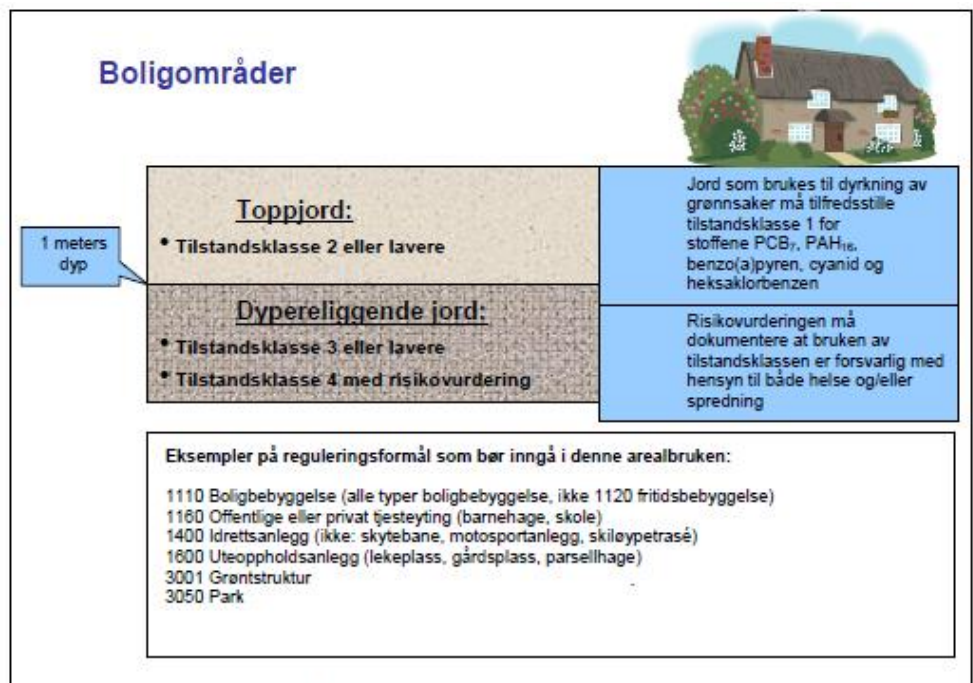 Boligområder
1 meters
dyp
Toppjord:
• Tilstandsklasse 2 eller lavere
Jord som brukes til dyrkning av
grønnsaker må tilfredsstille
tilstandsklasse 1 for
stoffene PCB₇, PAH₁₆,
benzo(a)pyren, cyanid og
heksaklorbenzen
Dypereliggende jord:
• Tilstandsklasse 3 eller lavere
• Tilstandsklasse 4 med risikovurdering
Risikovurderingen må
dokumentere at bruken av
tilstandsklassen er forsvarlig med
hensyn til både helse og/eller
spredning
Eksempler på reguleringsformål som bør inngå i denne arealbruken:
1110 Boligbebyggelse (alle typer boligbebyggelse, ikke 1120 fritidsbebyggelse)
1160 Offentlige eller privat tjesteyting (barnehage, skole)
1400 Idrettsanlegg (ikke: skytebane, motosportanlegg, skiløypetrasé)
1600 Uteoppholdsanlegg (lekeplass, gårdsplass, parsellhage)
3001 Grøntstruktur
3050 Park